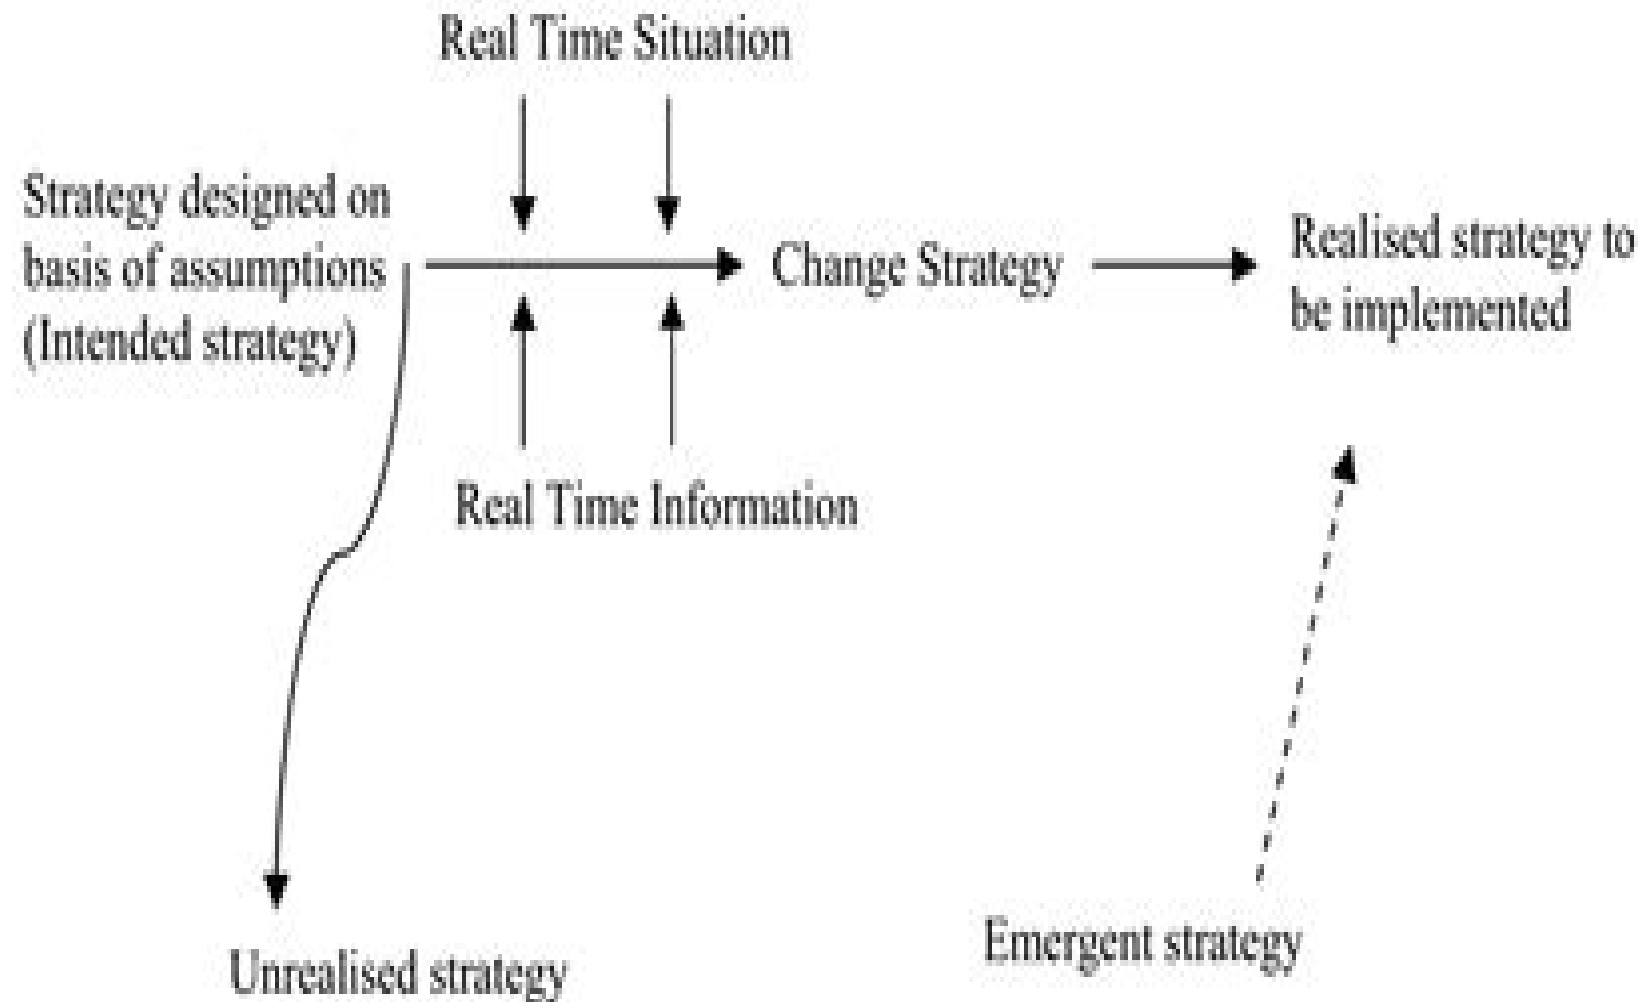 Real Time Situation
Strategy designed on
basis of assumptions
(Intended strategy)
Change Strategy
Realised strategy to
be implemented
Real Time Information
Unrealised strategy
Emergent strategy